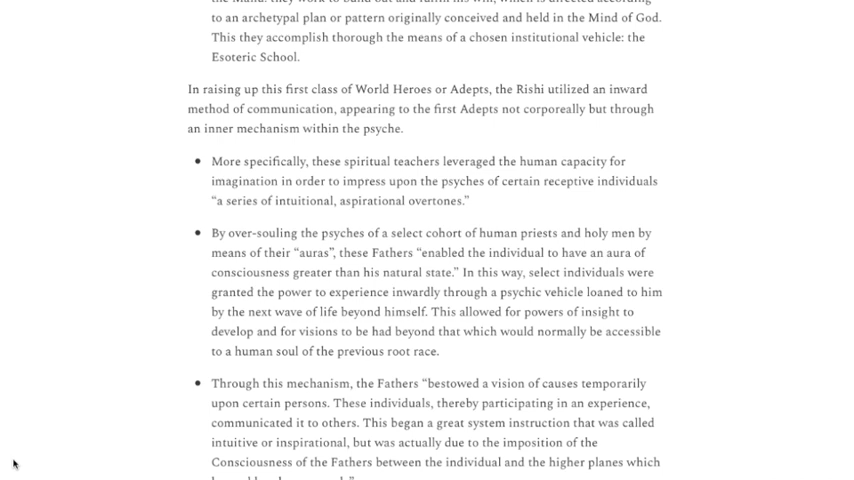 to an archetypal plan or pattern originally conceived and held in the Mind of God.
This they accomplish thorough the means of a chosen institutional vehicle: the
Esoteric School.
In raising up this first class of World Heroes or Adepts, the Rishi utilized an inward
method of communication, appearing to the first Adepts not corporeally but through
an inner mechanism within the psyche.
More specifically, these spiritual teachers leveraged the human capacity for
imagination in order to impress upon the psyches of certain receptive individuals
“a series of intuitional, aspirational overtones.”
By over-souling the psyches of a select cohort of human priests and holy men by
means of their “auras”, these Fathers “enabled the individual to have an aura of
consciousness greater than his natural state.” In this way, select individuals were
granted the power to experience inwardly through a psychic vehicle loaned to him
by the next wave of life beyond himself. This allowed for powers of insight to
develop and for visions to be had beyond that which would normally be accessible
to a human soul of the previous root race.
Through this mechanism, the Fathers “bestowed a vision of causes temporarily
upon certain persons. These individuals, thereby participating in an experience,
communicated it to others. This began a great system instruction that was called
intuitive or inspirational, but was actually due to the imposition of the
Consciousness of the Fathers between the individual and the higher planes which